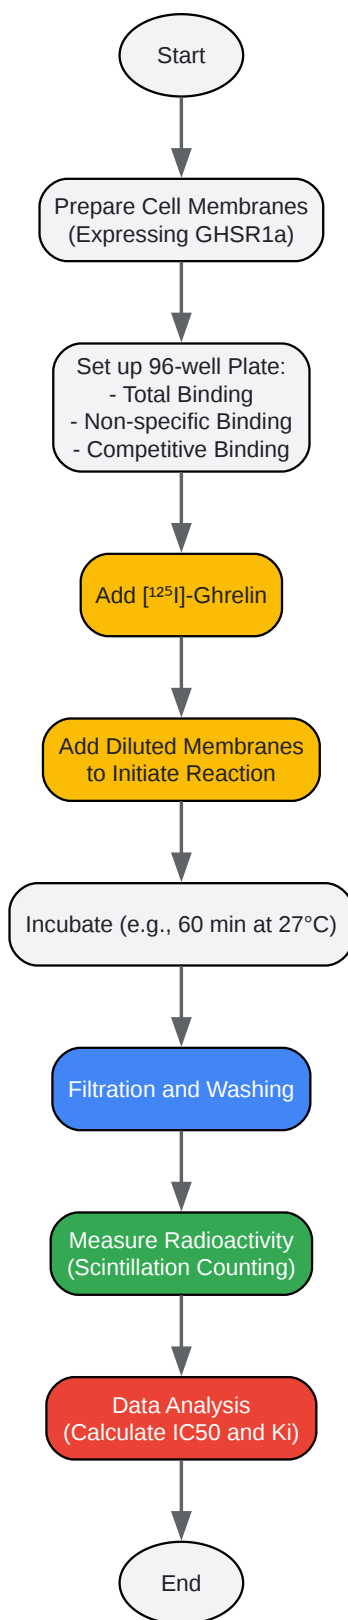 Start
Prepare Cell Membranes
(Expressing GHSR1a)
Set up 96-well Plate:
- Total Binding
- Non-specific Binding
- Competitive Binding
Add [¹²⁵I]-Ghrelin
Add Diluted Membranes
to Initiate Reaction
Incubate (e.g., 60 min at 27°C)
Filtration and Washing
Measure Radioactivity
(Scintillation Counting)
Data Analysis
(Calculate IC50 and Ki)
End